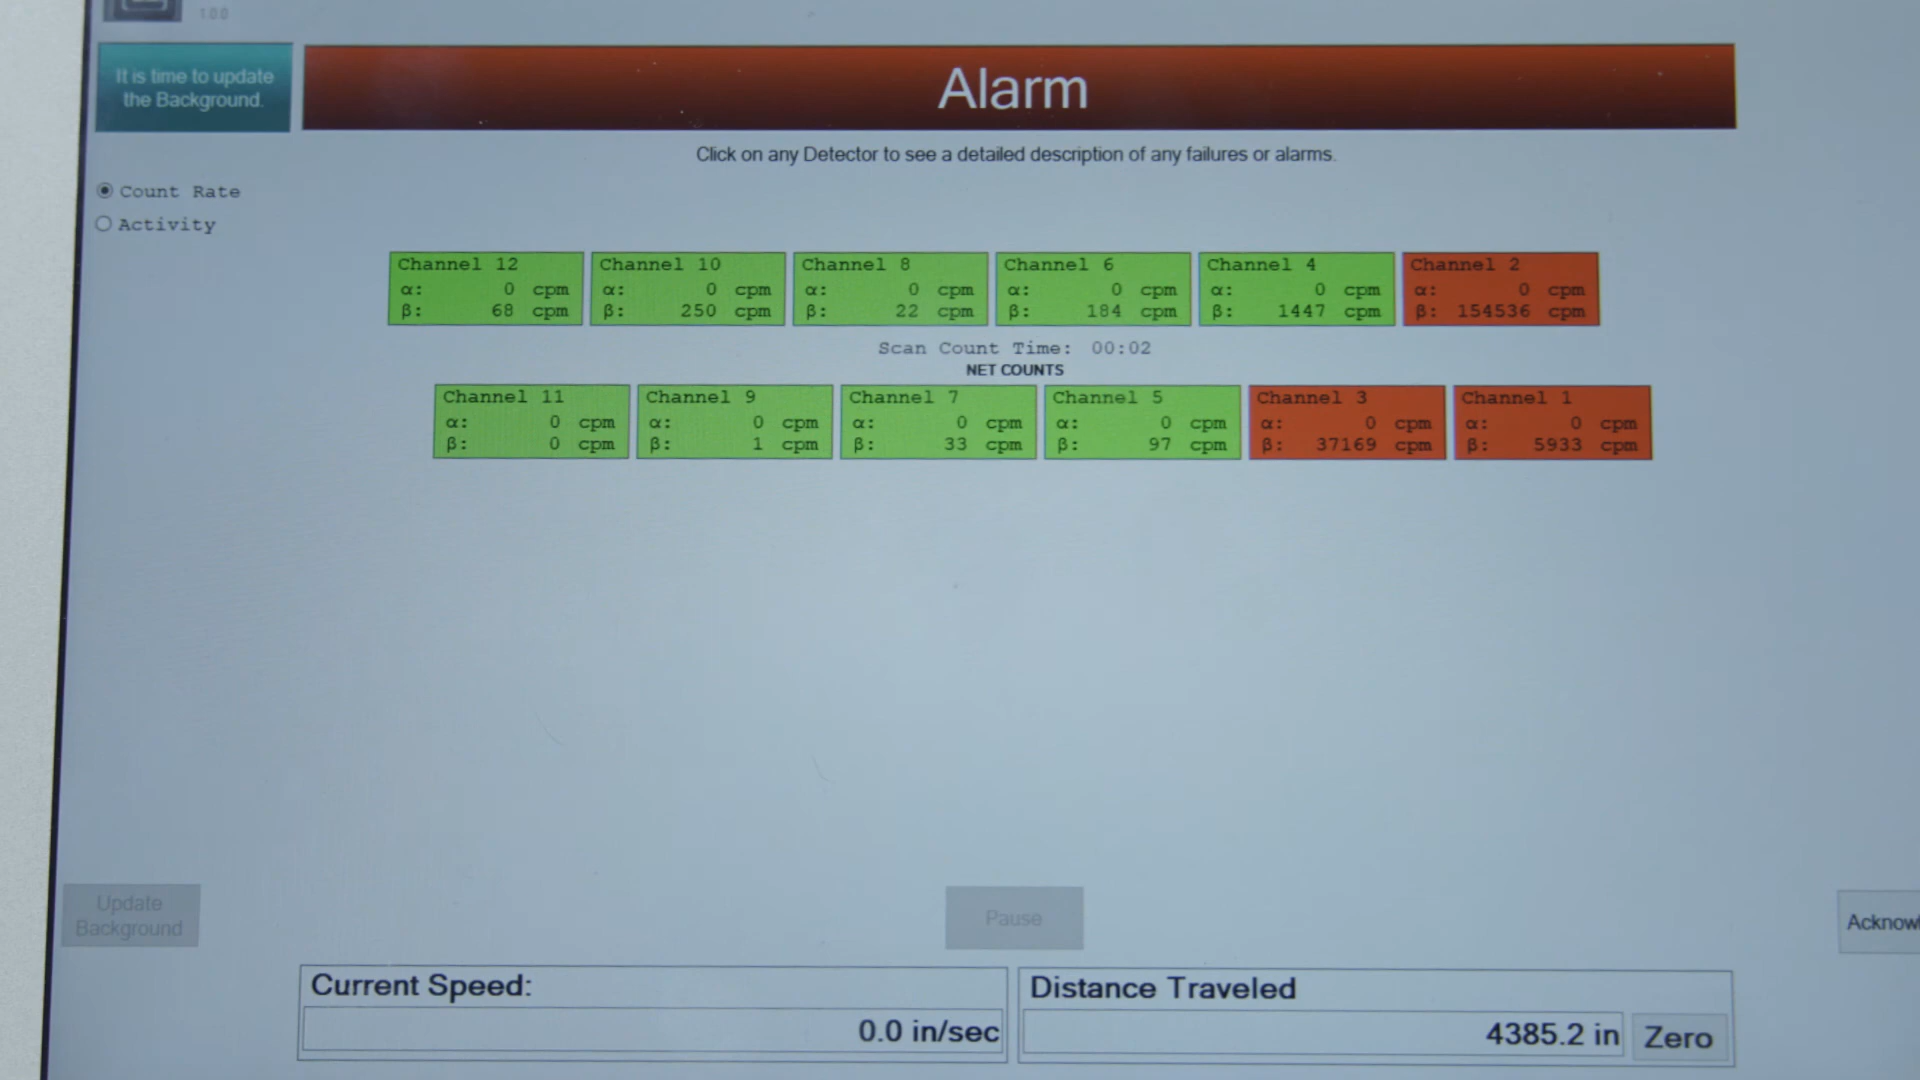 1.0.0
It is time to update
the Background.
Alarm
Click on any Detector to see a detailed description of any failures or alarms.
Count Rate
Activity
Channel 12
α: 0 cpm
β: 68 cpm
Channel 10
α: 0 cpm
β: 250 cpm
Channel 8
α: 0 cpm
β: 22 cpm
Channel 6
α: 0 cpm
β: 184 cpm
Channel 4
α: 0 cpm
β: 1447 cpm
Channel 2
α: 0 cpm
β: 154536 cpm
Scan Count Time: 00:02
NET COUNTS
Channel 11
α: 0 cpm
β: 0 cpm
Channel 9
α: 0 cpm
β: 1 cpm
Channel 7
α: 0 cpm
β: 33 cpm
Channel 5
α: 0 cpm
β: 97 cpm
Channel 3
α: 0 cpm
β: 37169 cpm
Channel 1
α: 0 cpm
β: 5933 cpm
Update
Background
Pause
Acknowl
Current Speed:
0.0 in/sec
Distance Traveled
4385.2 in
Zero